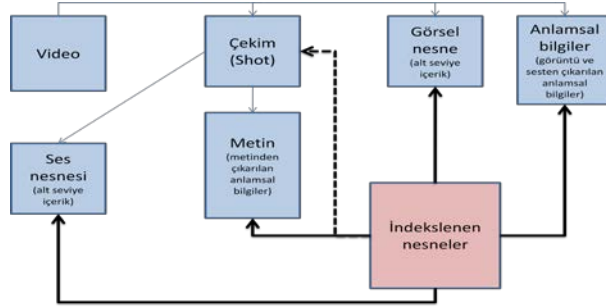 Video
Çekim
(Shot)
Görsel
nesne
(alt seviye
içerik)
Anlamsal
bilgiler
(görüntü ve
sesten çıkarılan
anlamsal
bilgiler)
Ses
nesnesi
(alt seviye
içerik)
Metin
(metinden
çıkarılan
anlamsal
bilgiler)
İndekslenen
nesneler